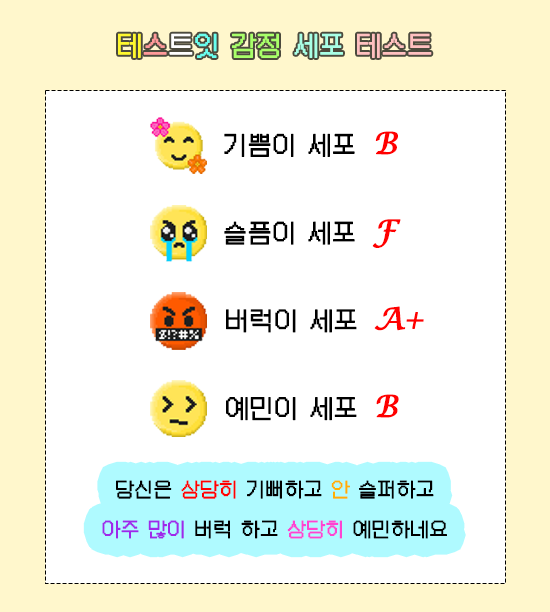 테스트잇 감정 세포 테스트
기쁨이 세포 B
슬픔이 세포 F
버럭이 세포 A+
&!?#%
예민이 세포 B
당신은 상당히 기뻐하고 안 슬퍼하고
아주 많이 버럭 하고 상당히 예민하네요